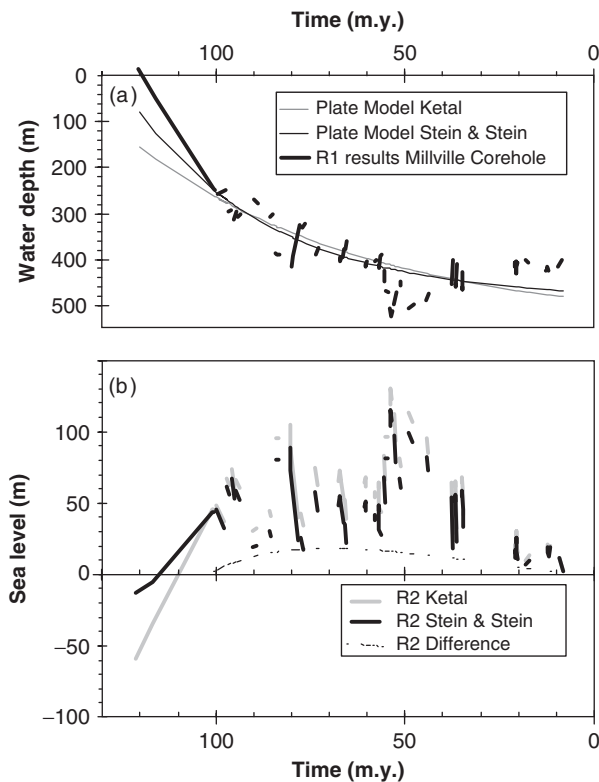 Time (m.y.)
100 50 0
(a)
Plate Model Ketal
Plate Model Stein & Stein
R1 results Millville Corehole
Water depth (m)
0
100
200
300
400
500
(b)
Sea level (m)
100
50
0
−50
−100
R2 Ketal
R2 Stein & Stein
R2 Difference
100 50 0
Time (m.y.)